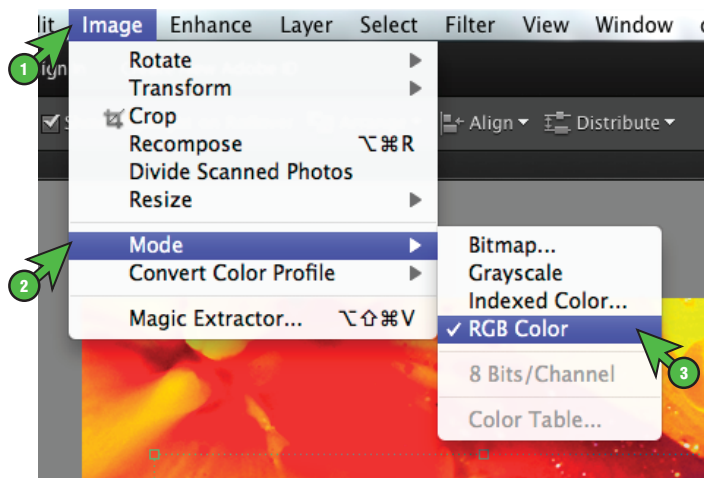 Image Enhance Layer Select Filter View Window
1
Rotate
Transform
Crop
Align Distribute
Recompose ⌥⌘R
Divide Scanned Photos
Resize
Mode
2
Convert Color Profile
Magic Extractor... ⌥⇧⌘V
Bitmap...
Grayscale
Indexed Color...
✓ RGB Color
3
8 Bits/Channel
Color Table...